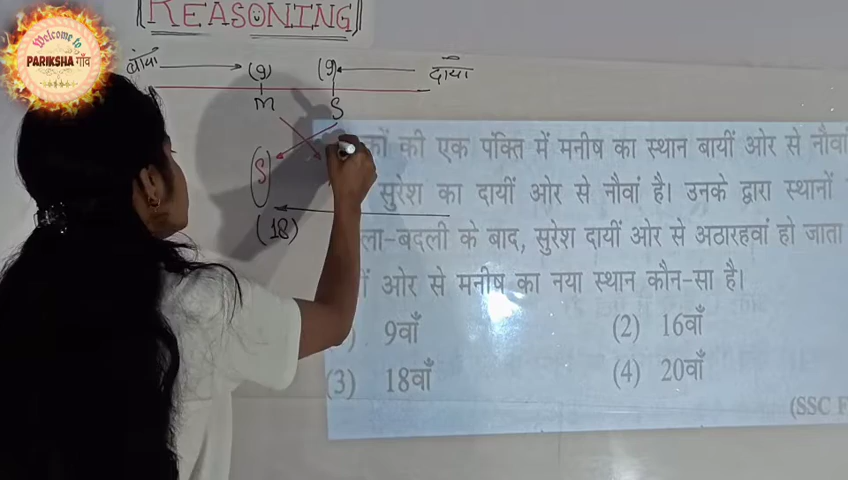 REASONING
Welcome to
PARIKSHA गाँव
बांया (9) (9) दायां
M S
S
(18)
की एक पंक्ति में मनीष का स्थान बायीं ओर से नौवां
सुरेश का दायीं ओर से नौवां है। उनके द्वारा स्थानों
ला-बदली के बाद, सुरेश दायीं ओर से अठारहवां हो जाता
ओर से मनीष का नया स्थान कौन-सा है।
9वाँ (2) 16वाँ
(3) 18वाँ (4) 20वाँ
(SSC